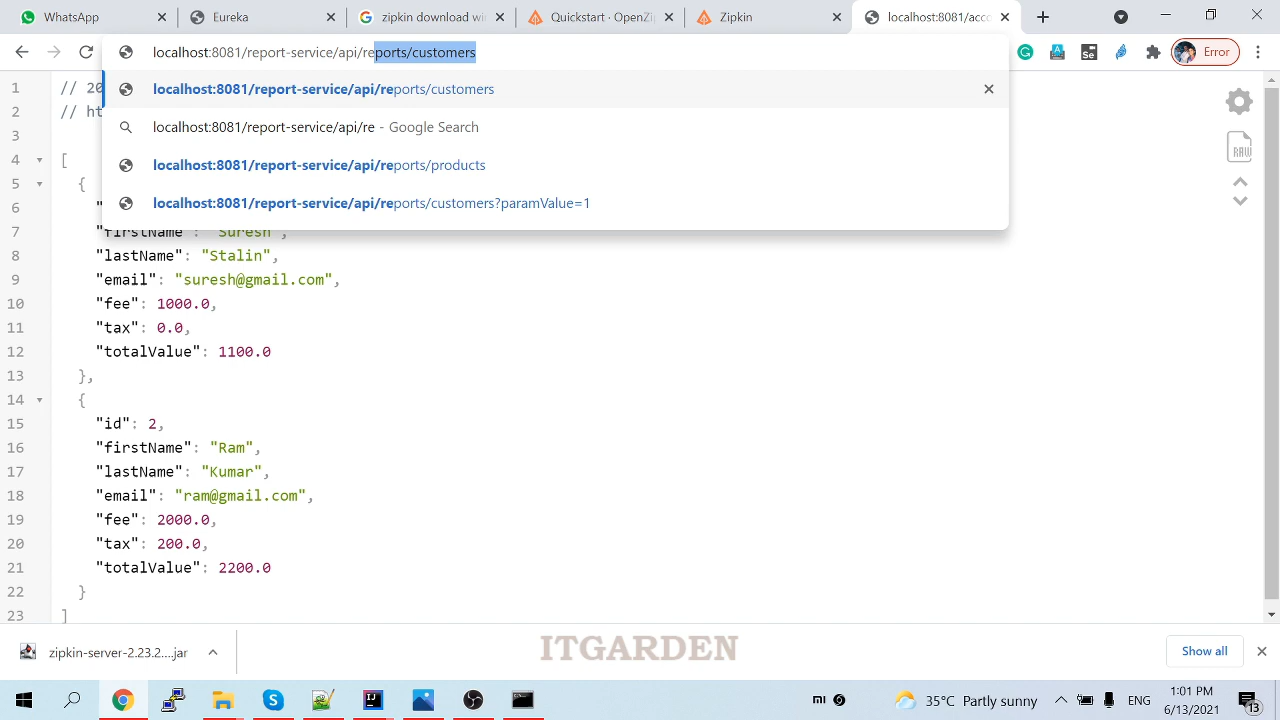 WhatsApp
Eureka
zipkin download wi
Quickstart · OpenZi
Zipkin
localhost:8081/acc
localhost:8081/report-service/api/reports/customers
Error
localhost:8081/report-service/api/reports/customers
localhost:8081/report-service/api/re - Google Search
localhost:8081/report-service/api/reports/products
localhost:8081/report-service/api/reports/customers?paramValue=1
1 // 20
2 // ht
3
4 [
5 {
6 "
7 "firstName": "Suresh",
8 "lastName": "Stalin",
9 "email": "suresh@gmail.com",
10 "fee": 1000.0,
11 "tax": 0.0,
12 "totalValue": 1100.0
13 },
14 {
15 "id": 2,
16 "firstName": "Ram",
17 "lastName": "Kumar",
18 "email": "ram@gmail.com",
19 "fee": 2000.0,
20 "tax": 200.0,
21 "totalValue": 2200.0
22 }
23 ]
RAW
zipkin-server-2.23.2....jar
ITGARDEN
Show all
35°C Partly sunny
ENG
1:01 PM
6/13/2021
13